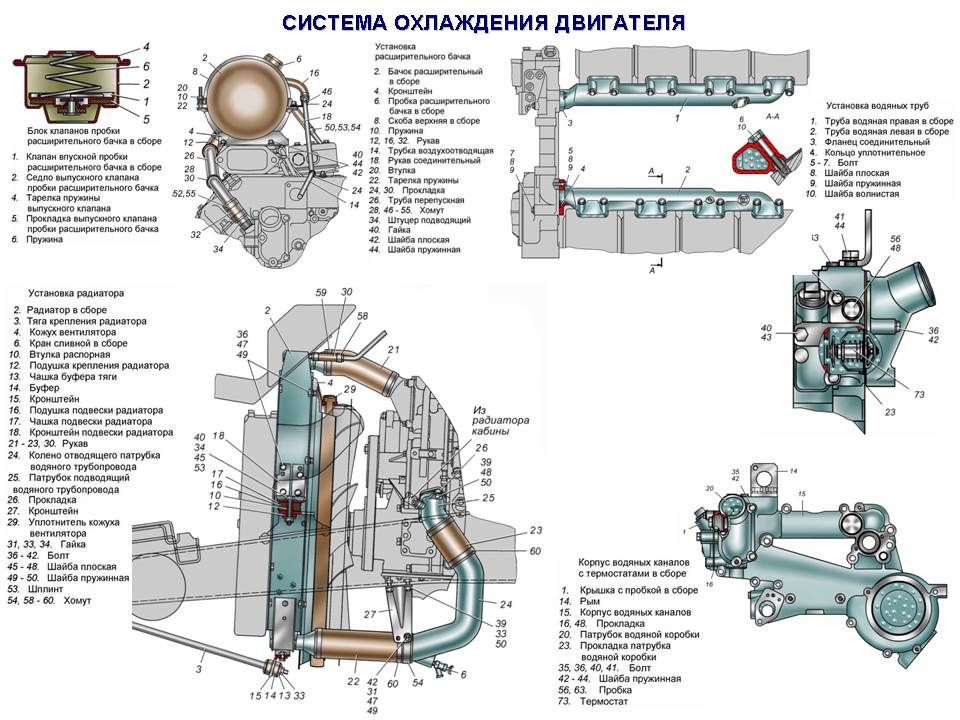 СИСТЕМА ОХЛАЖДЕНИЯ ДВИГАТЕЛЯ
4
6
2
1
5
Блок клапанов пробки
расширительного бачка в сборе
1. Клапан впускной пробки
расширительного бачка в сборе
2. Седло выпускного клапана
пробки расширительного бачка
4. Тарелка пружины
выпускного клапана
5. Прокладка выпускного клапана
пробки расширительного бачка
6. Пружина
2
8
20
10
22
6
16
46
24
18
50,53,54
4
12
26
28
30
52,55
32
34
40
44
42
24
14
Установка
расширительного бачка
2. Бачок расширительный
в сборе
4. Кронштейн
6. Пробка расширительного
бачка в сборе
8. Скоба верхняя в сборе
10. Пружина
12, 16, 32. Рукав
14. Трубка воздухоотводящая
18. Рукав соединительный
20. Втулка
22. Тарелка пружины
24, 30. Прокладка
26. Труба перепускная
28, 46 - 55. Хомут
34. Штуцер подводящий
40. Гайка
42. Шайба плоская
44. Шайба пружинная
3
1
7
8
9
5
8
9
4
А
2
А
6
10
А-А
Установка водяных труб
1. Труба водяная правая в сборе
2. Труба водяная левая в сборе
3. Фланец соединительный
4. Кольцо уплотнительное
5 - 7. Болт
8. Шайба плоская
9. Шайба пружинная
10. Шайба волнистая
41
44
63
56
48
40
43
36
42
73
23
Установка радиатора
2. Радиатор в сборе
3. Тяга крепления радиатора
4. Кожух вентилятора
6. Кран сливной в сборе
10. Втулка распорная
12. Подушка крепления радиатора
13. Чашка буфера тяги
14. Буфер
15. Кронштейн
16. Подушка подвески радиатора
17. Чашка подвески радиатора
18. Кронштейн подвески радиатора
21 - 23, 30. Рукав
24. Колено отводящего патрубка
водяного трубопровода
25. Патрубок подводящий
водяного трубопровода
26. Прокладка
27. Кронштейн
29. Уплотнитель кожуха
вентилятора
31, 33, 34. Гайка
36 - 42. Болт
45 - 48. Шайба плоская
49 - 50. Шайба пружинная
53. Шплинт
54, 58 - 60. Хомут
59
30
58
2
36
47
49
21
4
29
40
34
45
53
18
17
16
10
12
Из
радиатора
кабины
26
39
48
50
25
23
60
24
27
39
33
50
3
15 14 13 33
22
42
31
47
49
60
54
6
Корпус водяных каналов
с термостатами в сборе
1. Крышка с пробкой в сборе
14. Рым
15. Корпус водяных каналов
16, 48. Прокладка
20. Патрубок водяной коробки
23. Прокладка патрубка
водяной коробки
35, 36, 40, 41. Болт
42 - 44. Шайба пружинная
56, 63. Пробка
73. Термостат
35
42
14
20
15
1
16